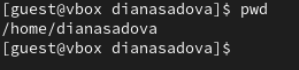 [guest@vbox dianasadova]$ pwd
/home/dianasadova
[guest@vbox dianasadova]$